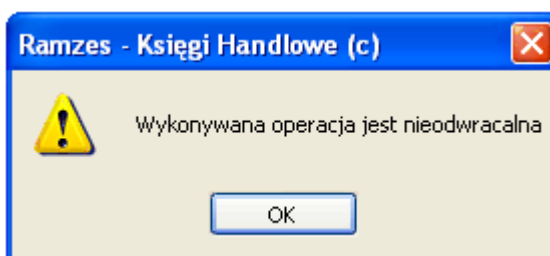 Ramzes - Księgi Handlowe (c)
Wykonywana operacja jest nieodwracalna
OK